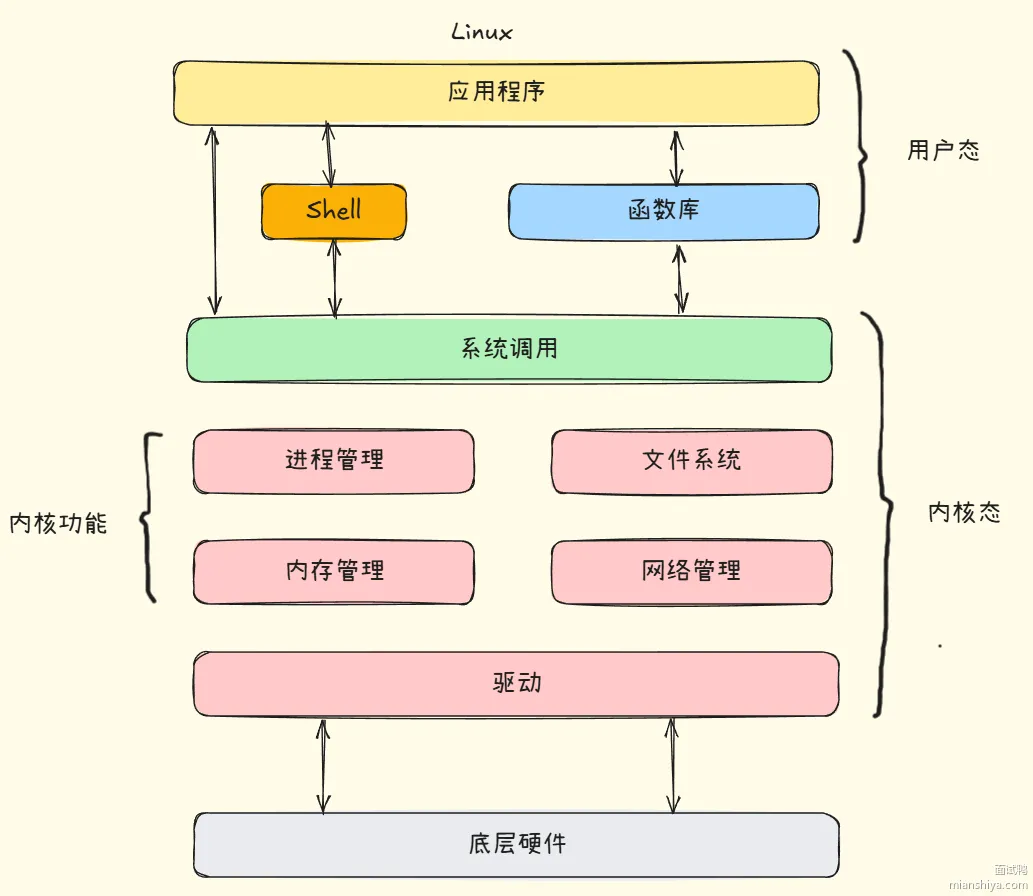 Linux
应用程序
用户态
Shell
函数库
系统调用
进程管理
文件系统
内核功能
内核态
内存管理
网络管理
驱动
底层硬件
面试鸭
mianshiya.com